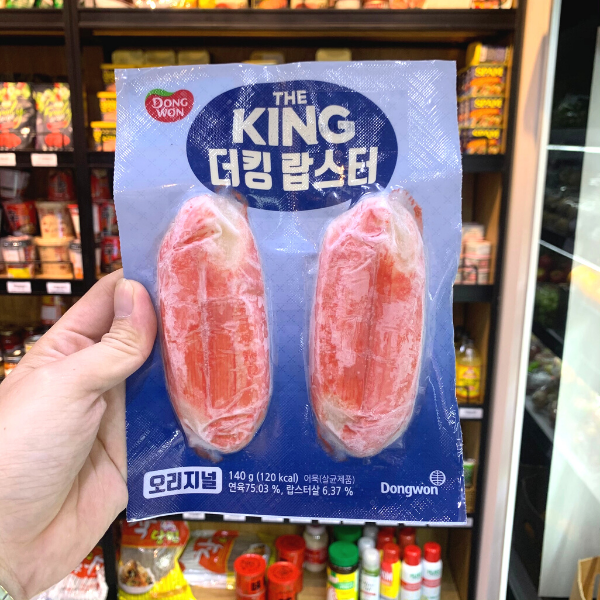 DONG
WON
THE
KING
더킹 랍스터
오리지널
140 g (120 kcal) 어묵(살균제품)
연육75.03 %, 랍스터살 6.37 %
Dongwon
SPAM